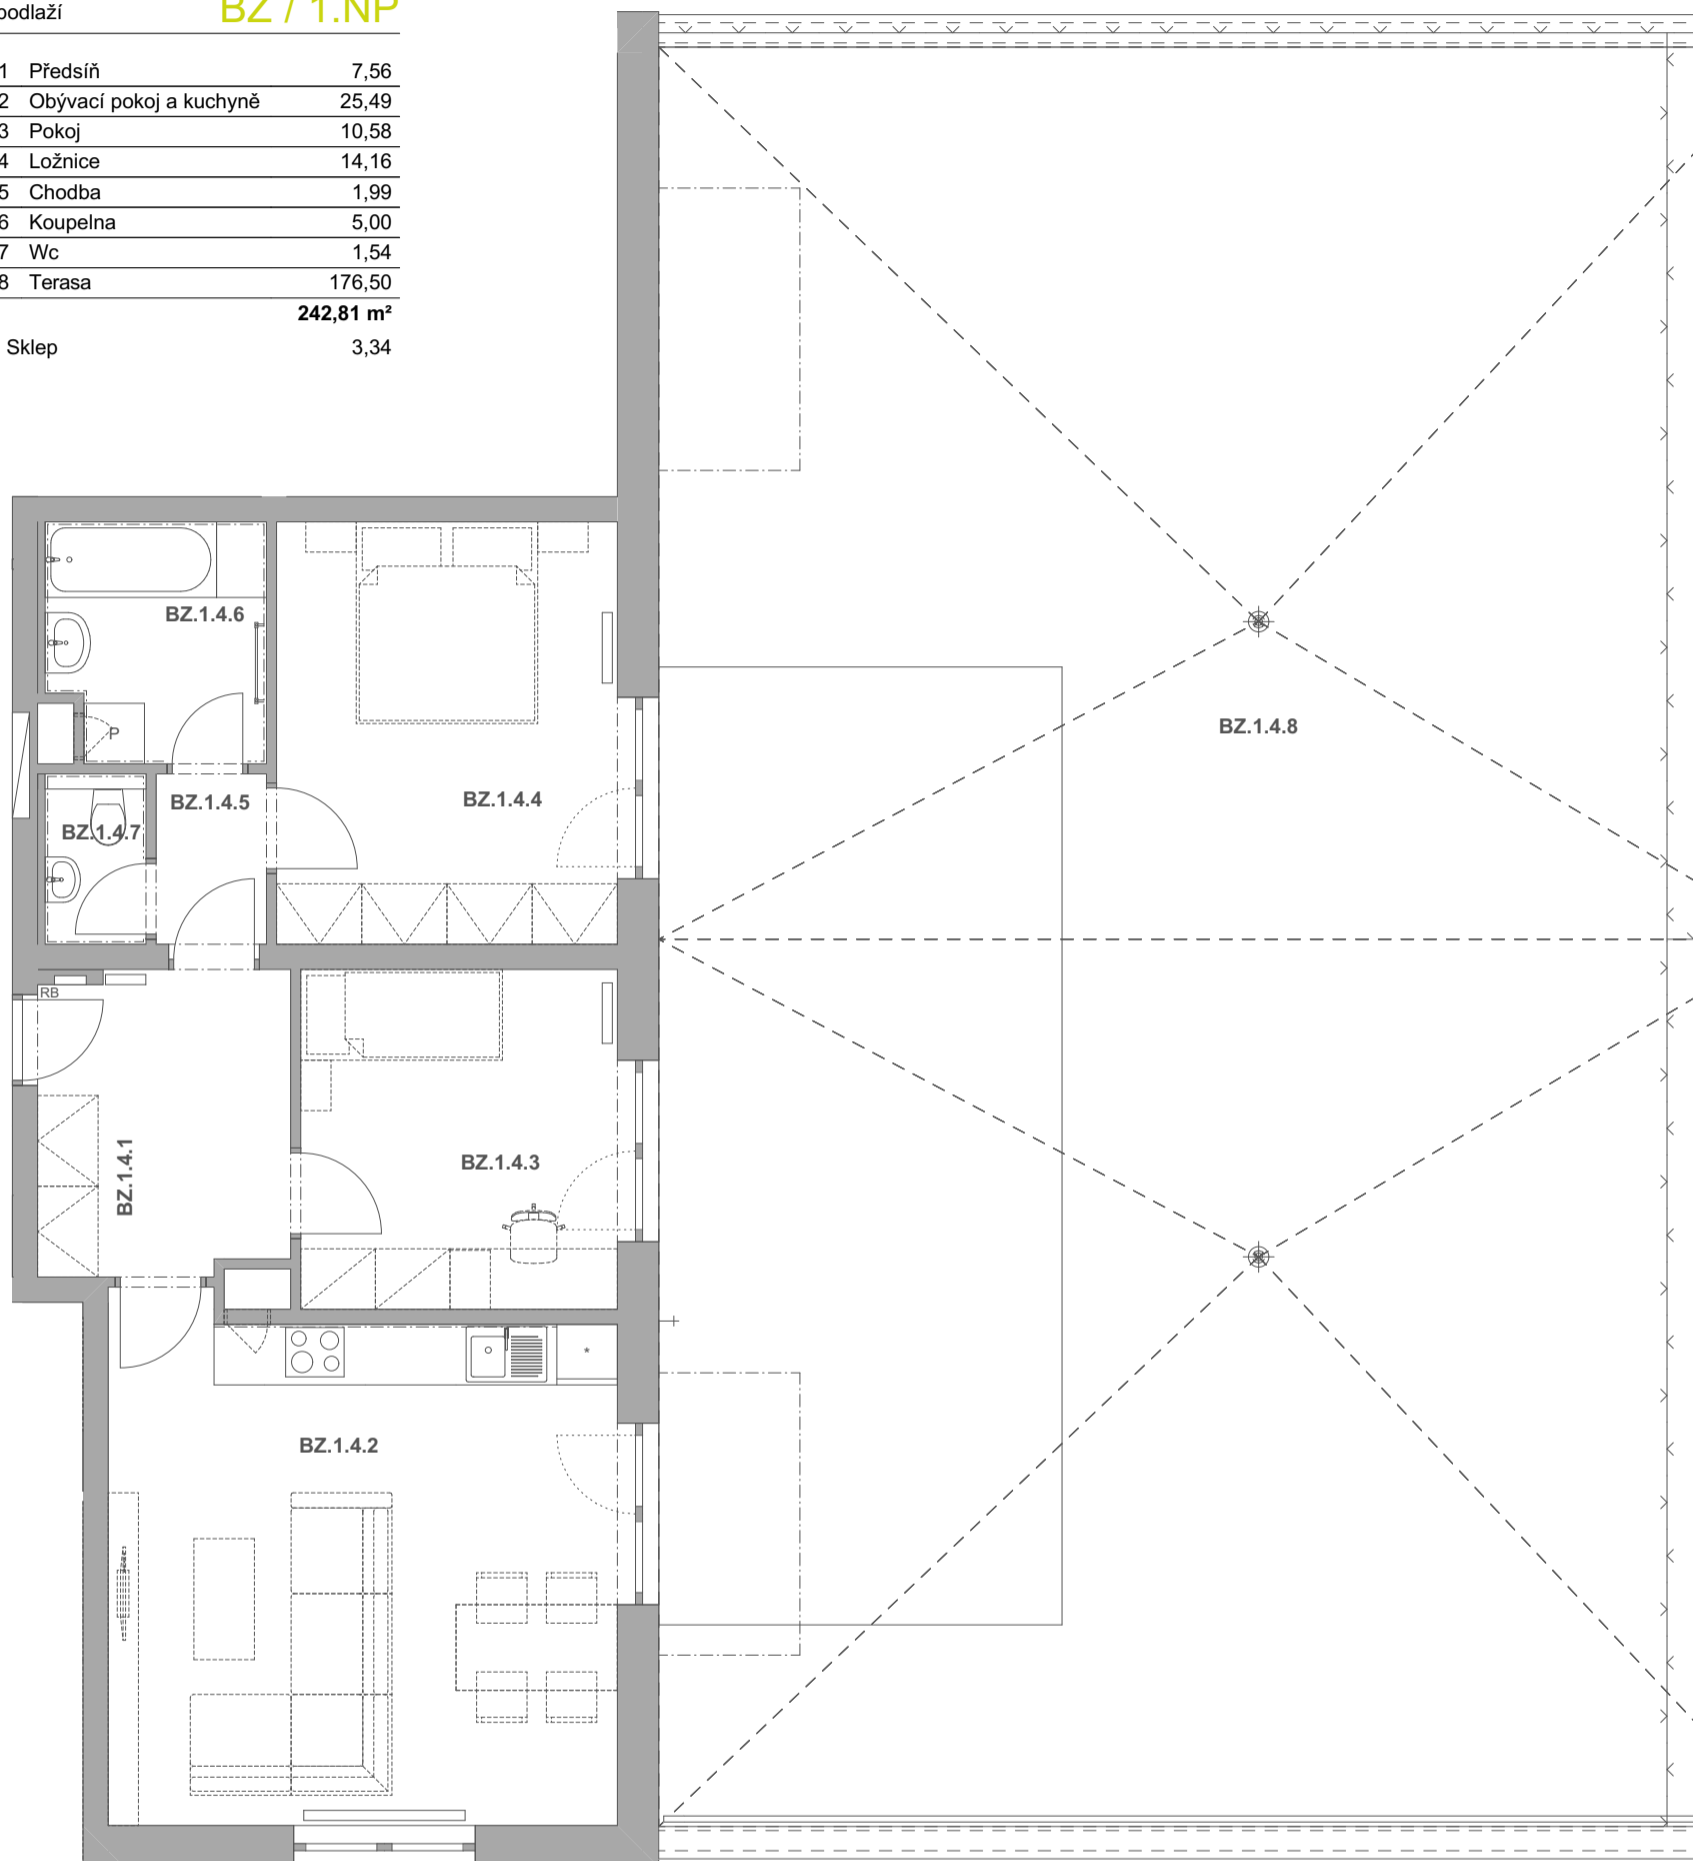 podlaží BZ / 1.NP
1 Předsíň 7,56
2 Obývací pokoj a kuchyně 25,49
3 Pokoj 10,58
4 Ložnice 14,16
5 Chodba 1,99
6 Koupelna 5,00
7 Wc 1,54
8 Terasa 176,50
242,81 m²
Sklep 3,34
BZ.1.4.6
P
BZ.1.4.8
BZ.1.4.5
BZ.1.4.4
BZ.1.4.7
RB
BZ.1.4.1
BZ.1.4.3
*
BZ.1.4.2